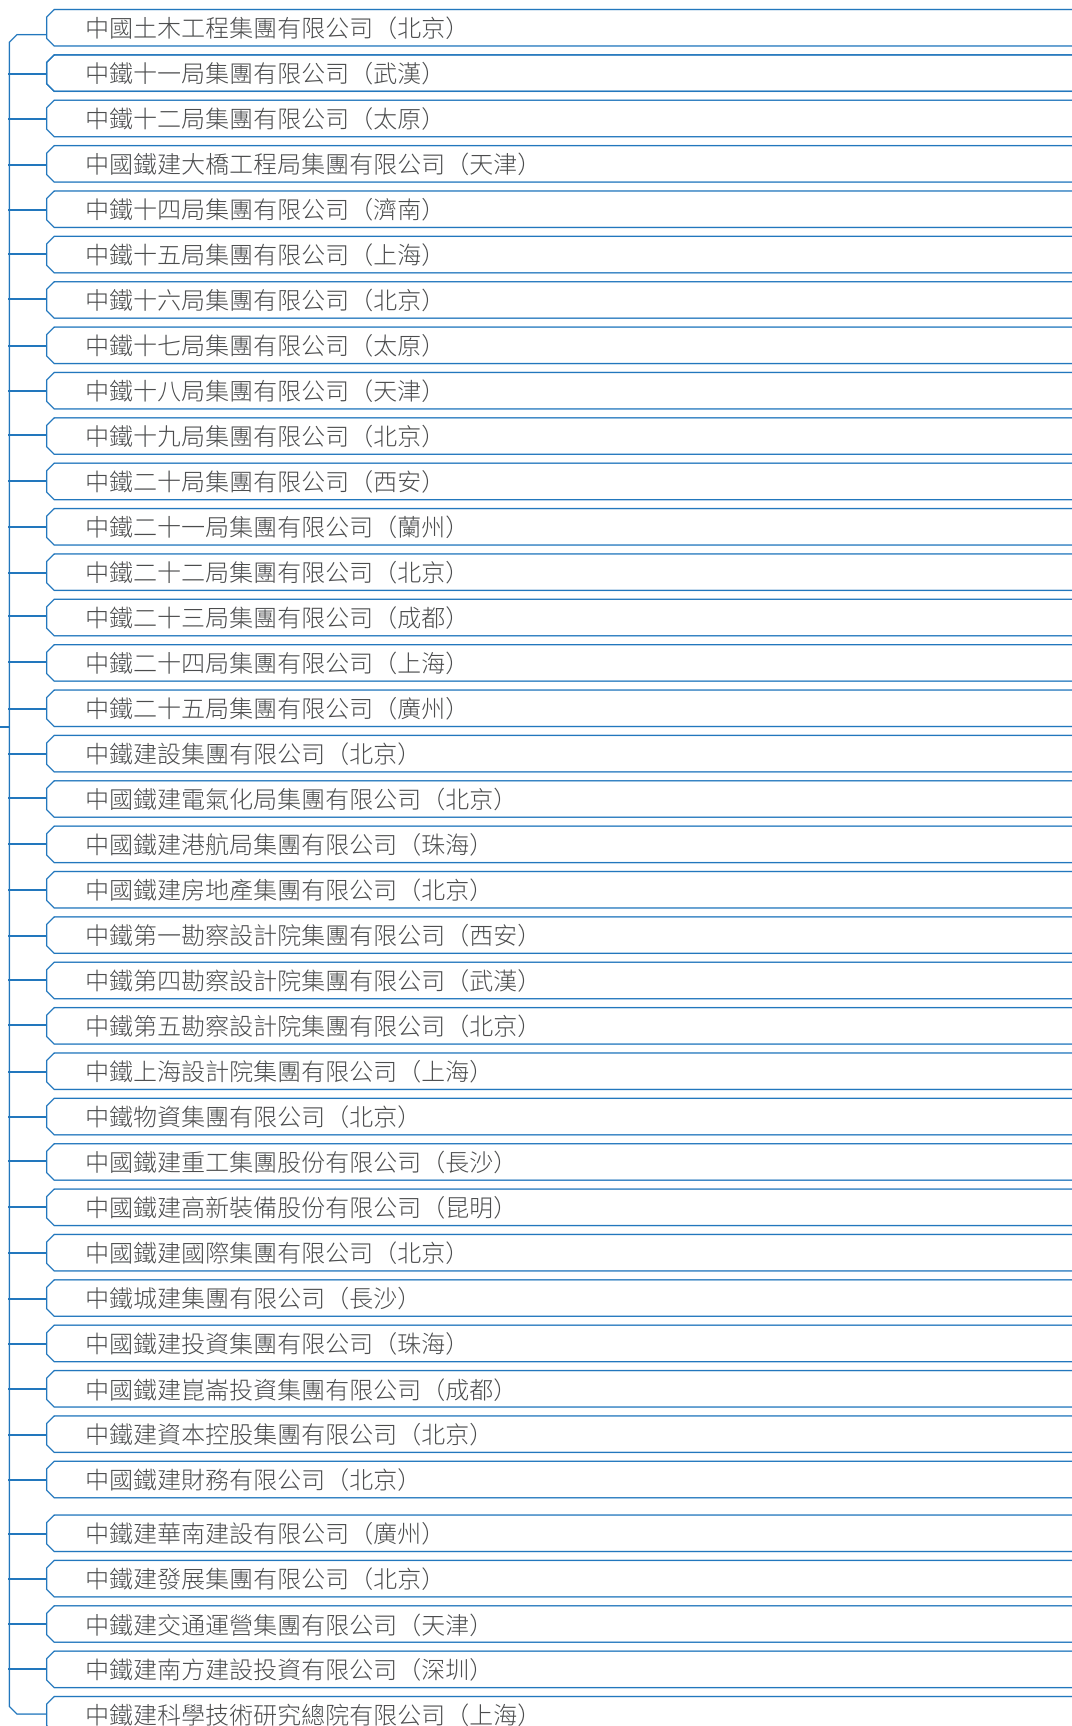 中國土木工程集團有限公司（北京）
中鐵十一局集團有限公司（武漢）
中鐵十二局集團有限公司（太原）
中國鐵建大橋工程局集團有限公司（天津）
中鐵十四局集團有限公司（濟南）
中鐵十五局集團有限公司（上海）
中鐵十六局集團有限公司（北京）
中鐵十七局集團有限公司（太原）
中鐵十八局集團有限公司（天津）
中鐵十九局集團有限公司（北京）
中鐵二十局集團有限公司（西安）
中鐵二十一局集團有限公司（蘭州）
中鐵二十二局集團有限公司（北京）
中鐵二十三局集團有限公司（成都）
中鐵二十四局集團有限公司（上海）
中鐵二十五局集團有限公司（廣州）
中鐵建設集團有限公司（北京）
中國鐵建電氣化局集團有限公司（北京）
中國鐵建港航局集團有限公司（珠海）
中國鐵建房地產集團有限公司（北京）
中鐵第一勘察設計院集團有限公司（西安）
中鐵第四勘察設計院集團有限公司（武漢）
中鐵第五勘察設計院集團有限公司（北京）
中鐵上海設計院集團有限公司（上海）
中鐵物資集團有限公司（北京）
中國鐵建重工集團股份有限公司（長沙）
中國鐵建高新裝備股份有限公司（昆明）
中國鐵建國際集團有限公司（北京）
中鐵城建集團有限公司（長沙）
中國鐵建投資集團有限公司（珠海）
中國鐵建崑崙投資集團有限公司（成都）
中鐵建資本控股集團有限公司（北京）
中國鐵建財務有限公司（北京）
中鐵建華南建設有限公司（廣州）
中鐵建發展集團有限公司（北京）
中鐵建交通運營集團有限公司（天津）
中鐵建南方建設投資有限公司（深圳）
中鐵建科學技術研究總院有限公司（上海）